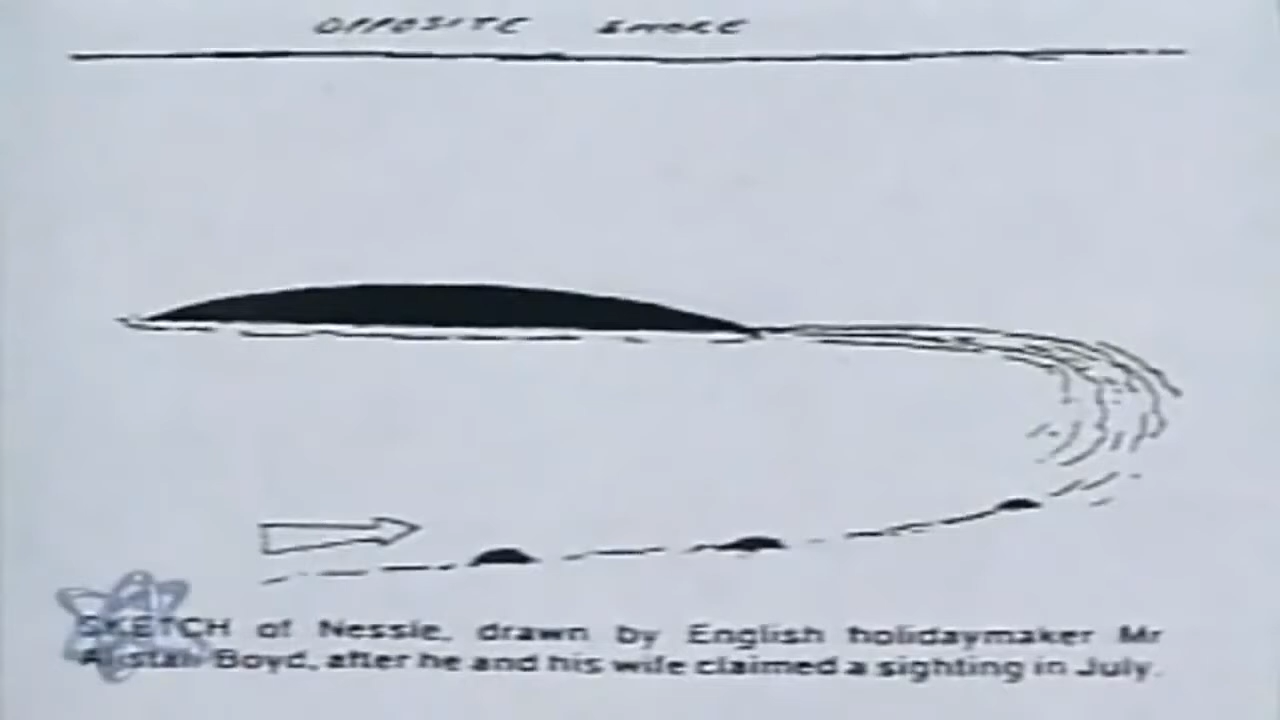 OPPOSITE SHORE
SKETCH of Nessie, drawn by English holidaymaker Mr
Alistair Boyd, after he and his wife claimed a sighting in July.